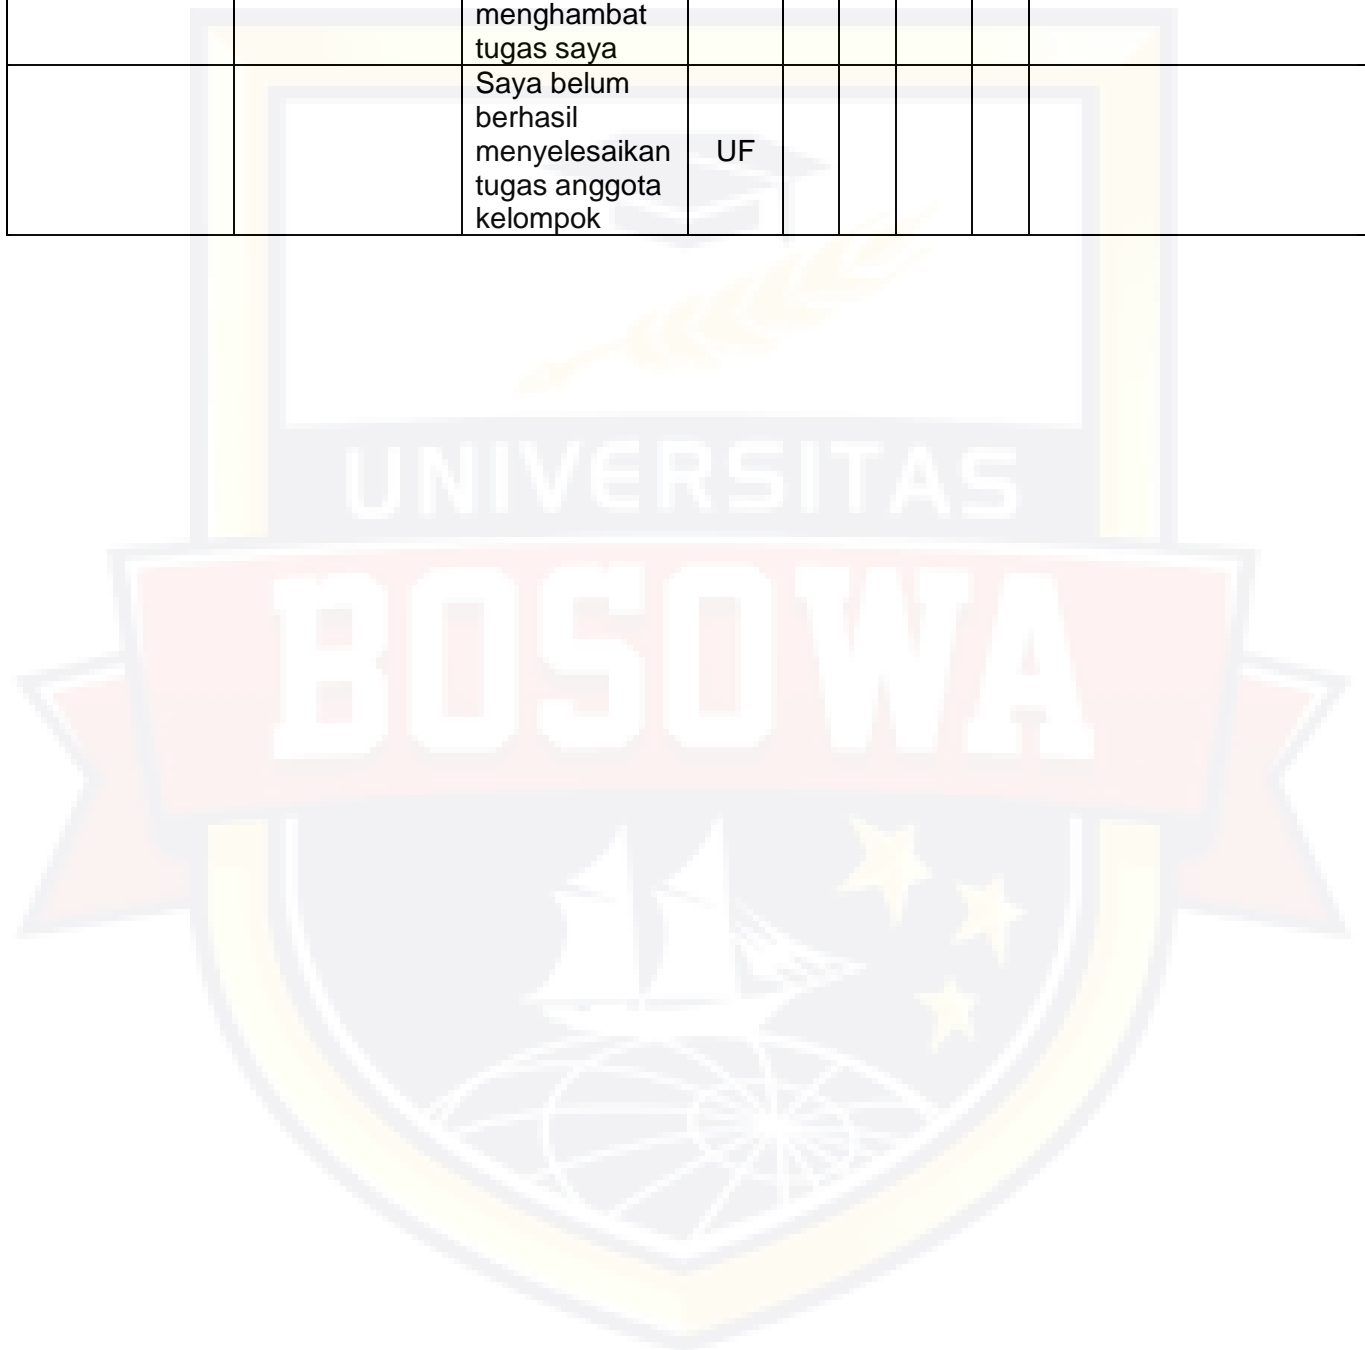 menghambat
tugas saya
Saya belum
berhasil
menyelesaikan
tugas anggota
kelompok
UF
UNIVERSITAS
BOSOWA